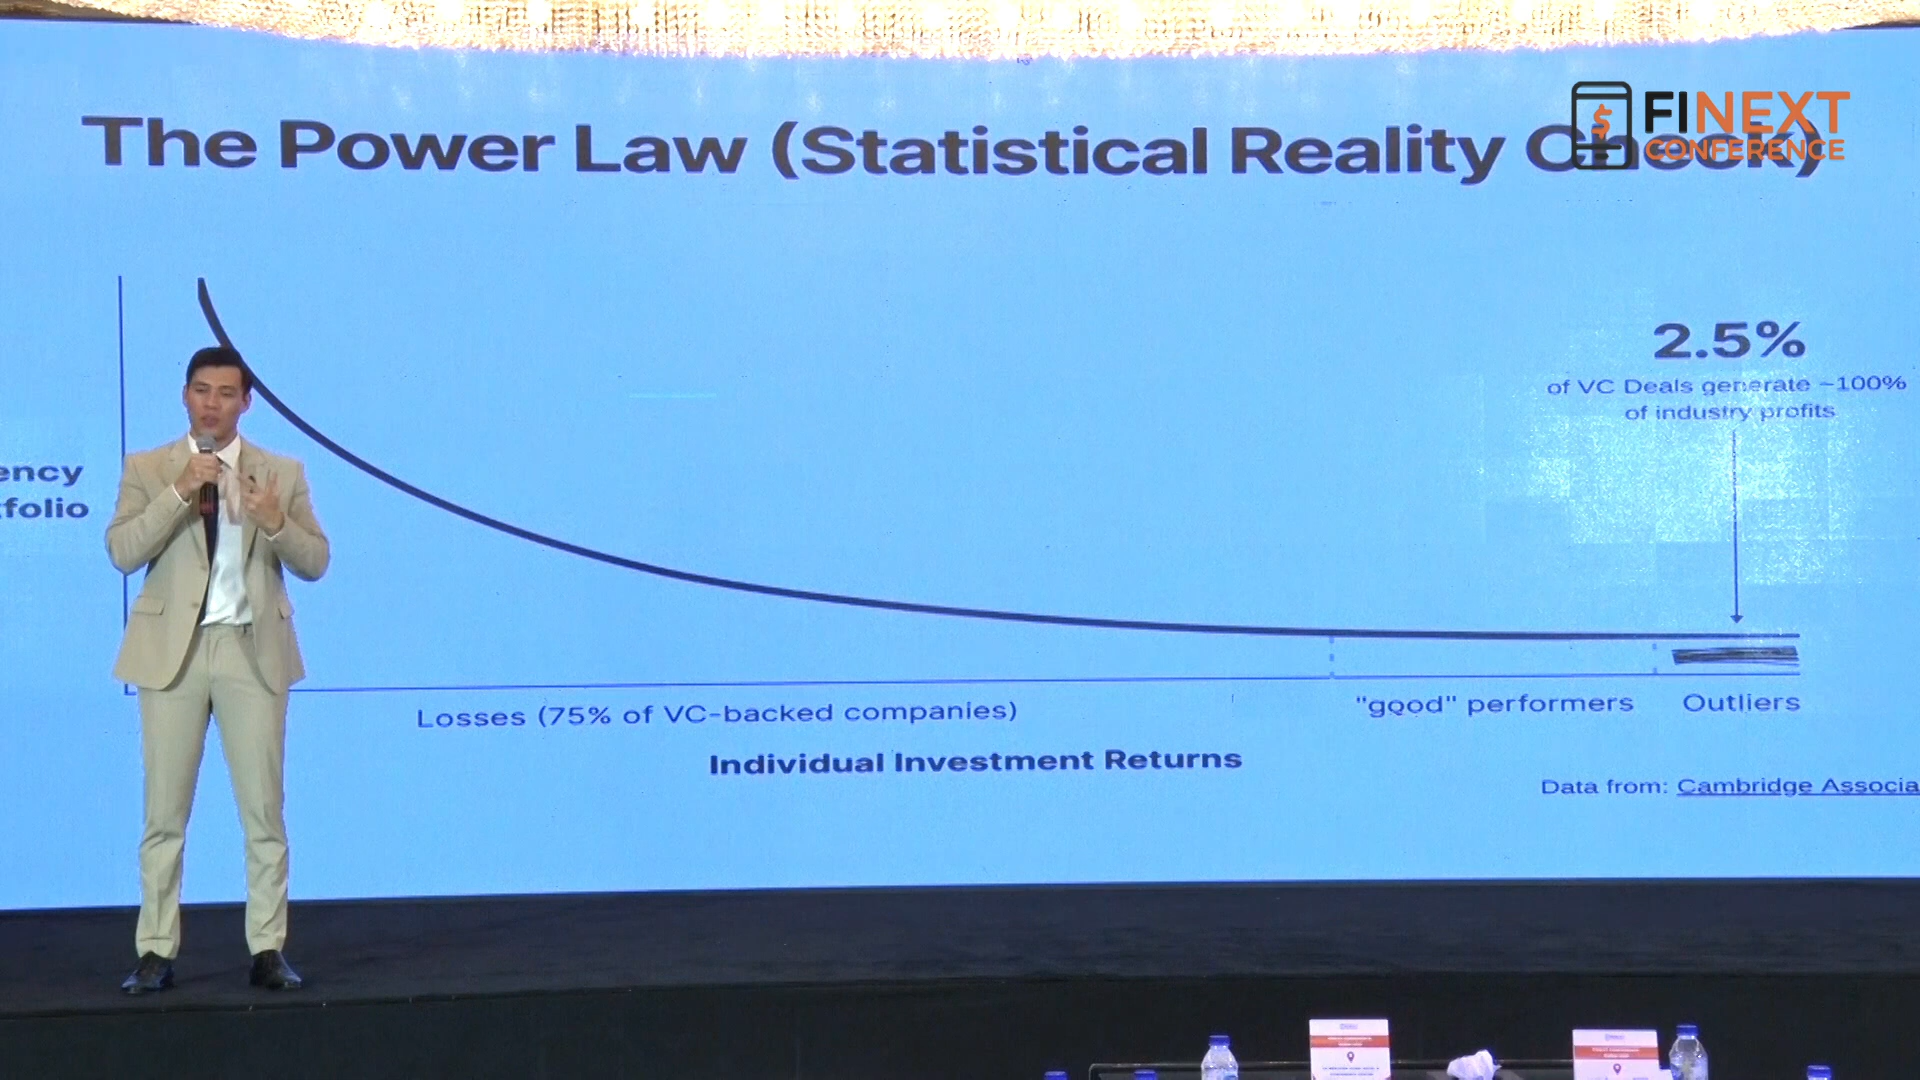 The Power Law (Statistical Reality Check)
$
FINEXT
CONFERENCE
2.5%
of VC Deals generate ~100%
of industry profits
ency
folio
Losses (75% of VC-backed companies)
"good" performers
Outliers
Individual Investment Returns
Data from: Cambridge Associa